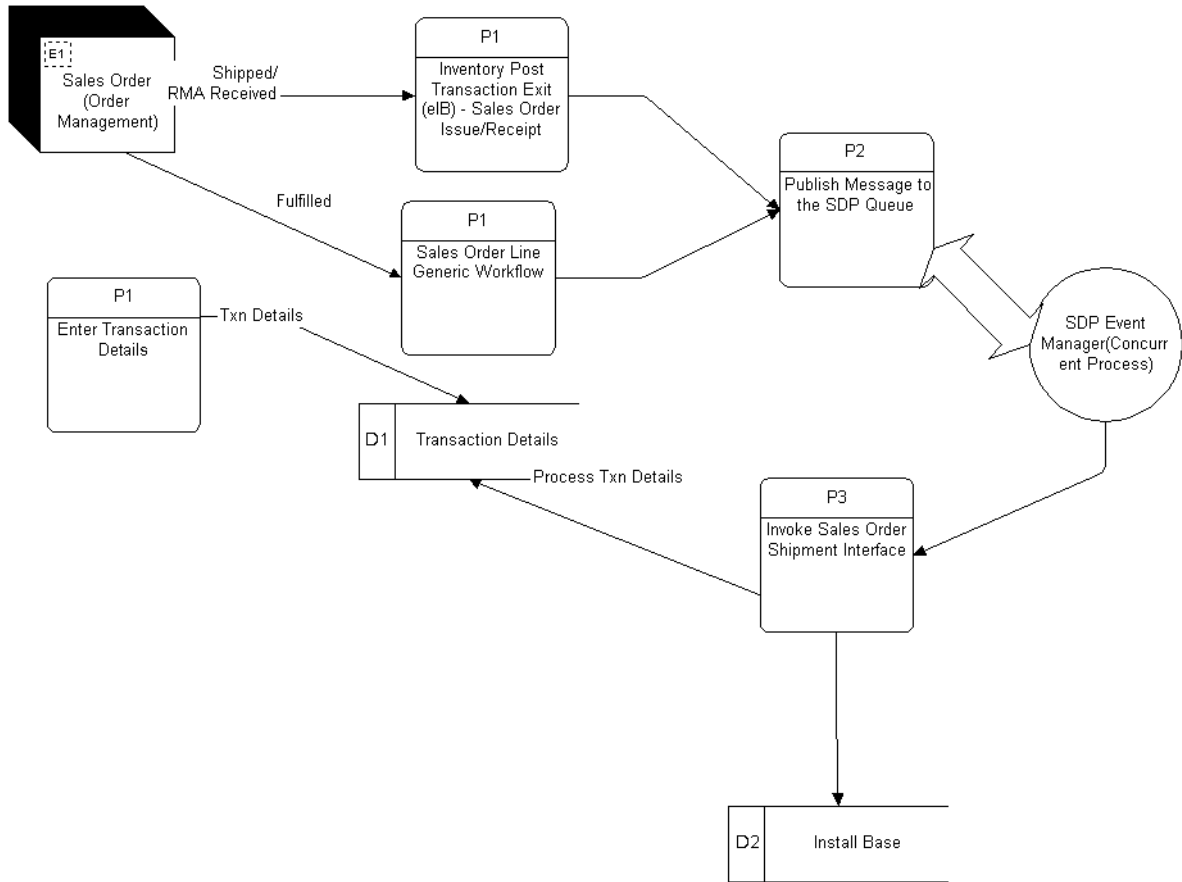 E1
Sales Order
(Order
Management)
Shipped/
RMA Received
P1
Inventory Post
Transaction Exit
(eIB) - Sales Order
Issue/Receipt
Fulfilled
P1
Sales Order Line
Generic Workflow
P2
Publish Message to
the SDP Queue
P1
Enter Transaction
Details
Txn Details
SDP Event
Manager(Concurr
ent Process)
D1
Transaction Details
Process Txn Details
P3
Invoke Sales Order
Shipment Interface
D2
Install Base